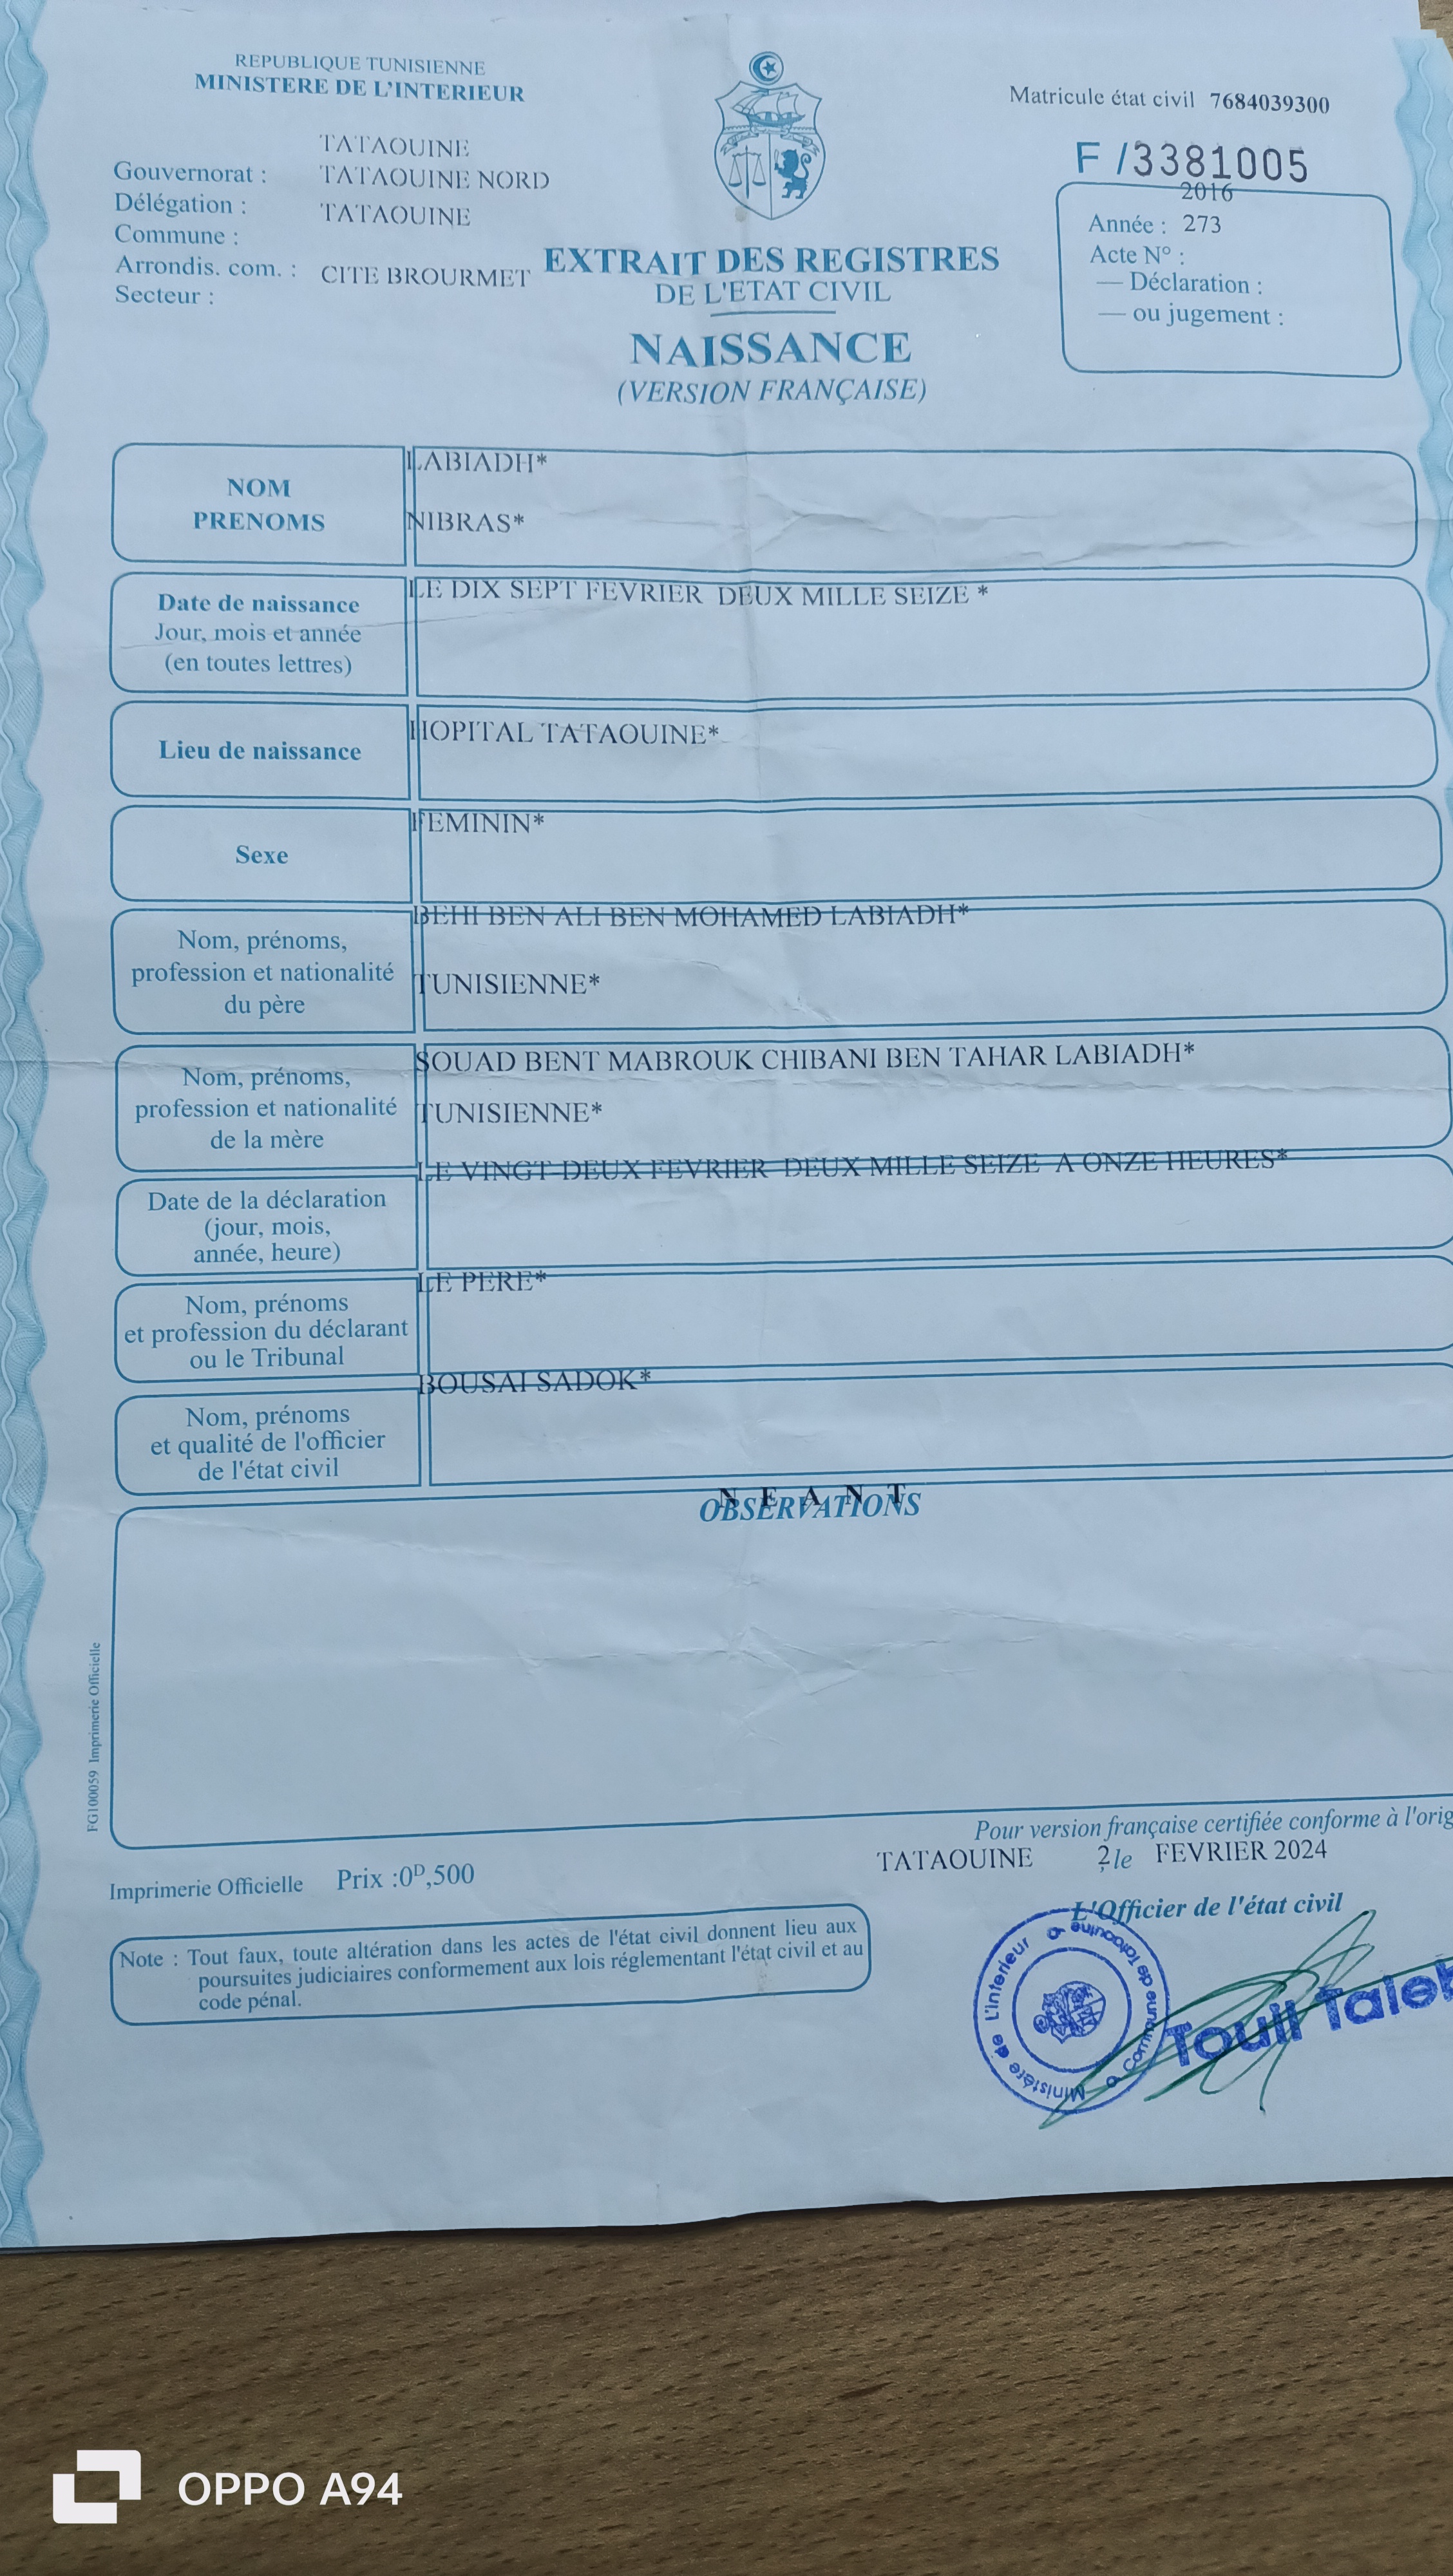 REPUBLIQUE TUNISIENNE
MINISTERE DE L'INTERIEUR
Matricule état civil 7684039300
F /3381005
TATAOUINE
Gouvernorat : TATAOUINE NORD
Délégation : TATAOUINE
Commune :
Arrondis. com. : CITE BROURMET
Secteur :
2016
Année : 273
Acte N° :
— Déclaration :
— ou jugement :
EXTRAIT DES REGISTRES
DE L'ETAT CIVIL
NAISSANCE
(VERSION FRANÇAISE)
NOM
PRENOMS
LABIADH*
NIBRAS*
Date de naissance
Jour, mois et année
(en toutes lettres)
LE DIX SEPT FEVRIER DEUX MILLE SEIZE *
Lieu de naissance
HOPITAL TATAOUINE*
Sexe
FEMININ*
Nom, prénoms,
profession et nationalité
du père
BEHI BEN ALI BEN MOHAMED LABIADH*
TUNISIENNE*
Nom, prénoms,
profession et nationalité
de la mère
SOUAD BENT MABROUK CHIBANI BEN TAHAR LABIADH*
TUNISIENNE*
Date de la déclaration
(jour, mois,
année, heure)
LE VINGT DEUX FEVRIER DEUX MILLE SEIZE A ONZE HEURES*
Nom, prénoms
et profession du déclarant
ou le Tribunal
LE PERE*
Nom, prénoms
et qualité de l'officier
de l'état civil
BOUSAI SADOK*
N E A N T
OBSERVATIONS
FG100059 Imprimerie Officielle
Pour version française certifiée conforme à l'orig
TATAOUINE 2 le FEVRIER 2024
L'Officier de l'état civil
Imprimerie Officielle Prix :0D,500
Note : Tout faux, toute altération dans les actes de l'état civil donnent lieu aux
poursuites judiciaires conformement aux lois réglementant l'état civil et au
code pénal.
Ministère de L'interieur
Commune de Tataouine
Touil Taleb
OPPO A94